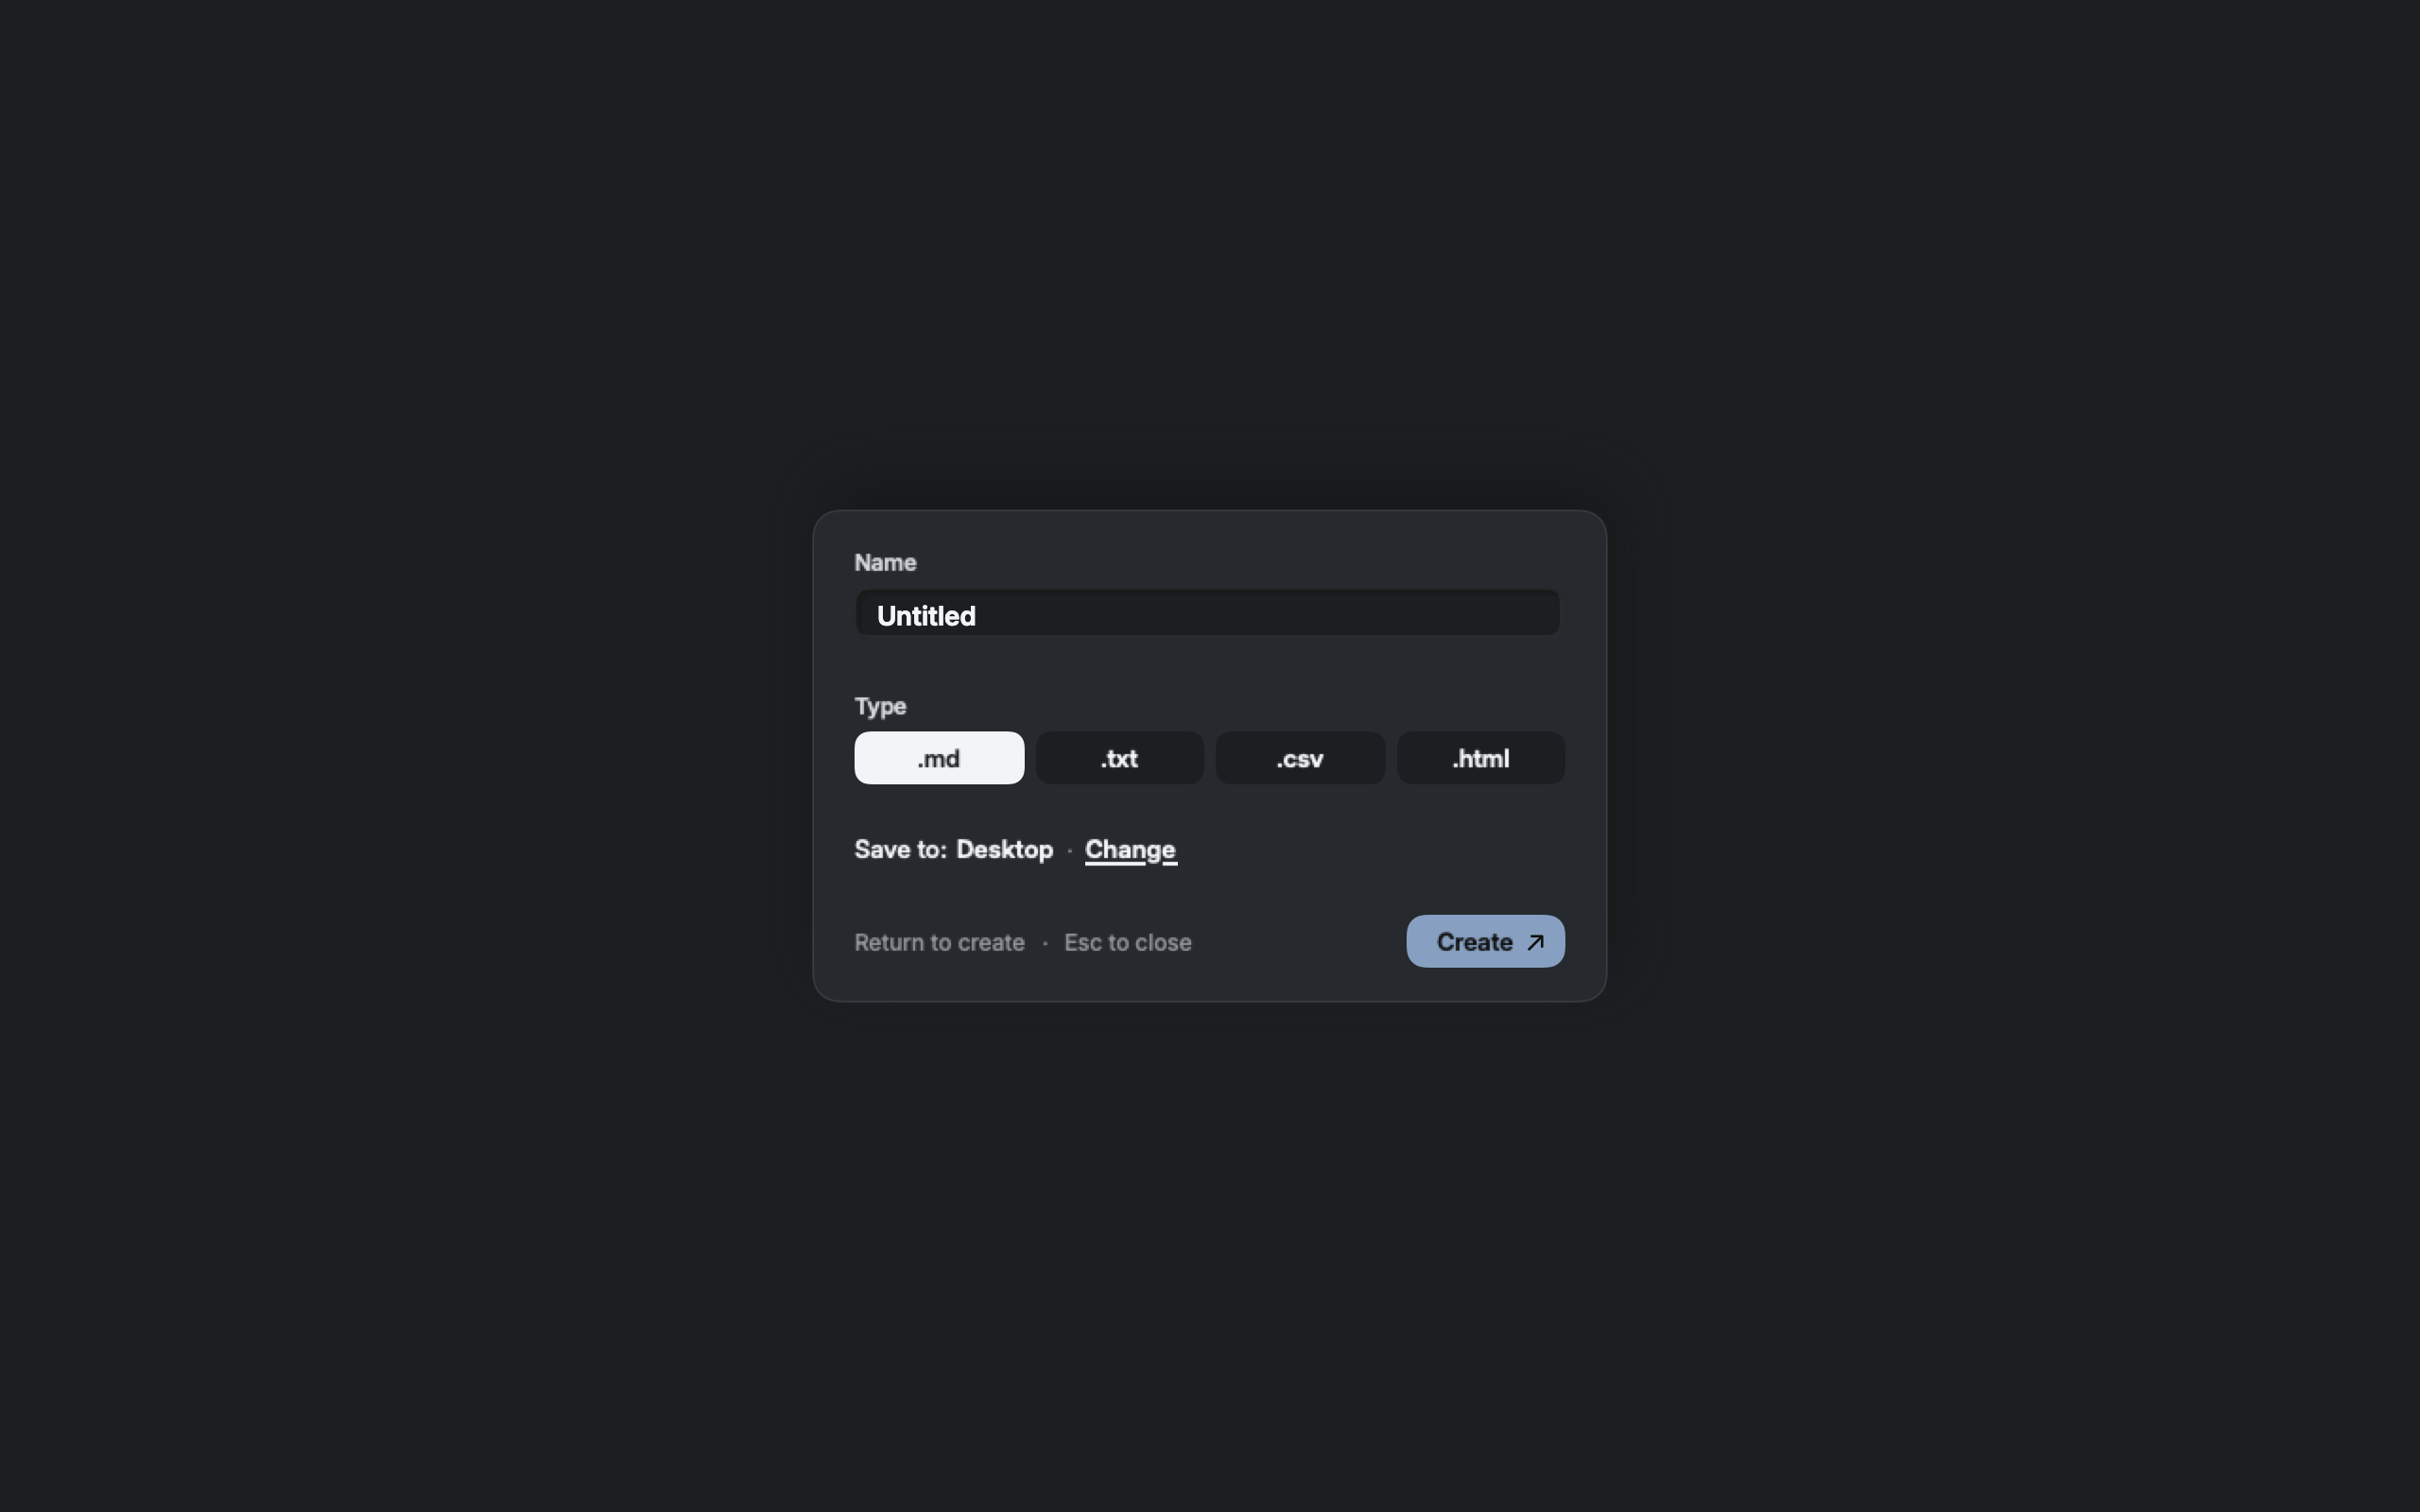 Name
Untitled
Type
.md .txt .csv .html
Save to: Desktop · Change
Return to create · Esc to close Create